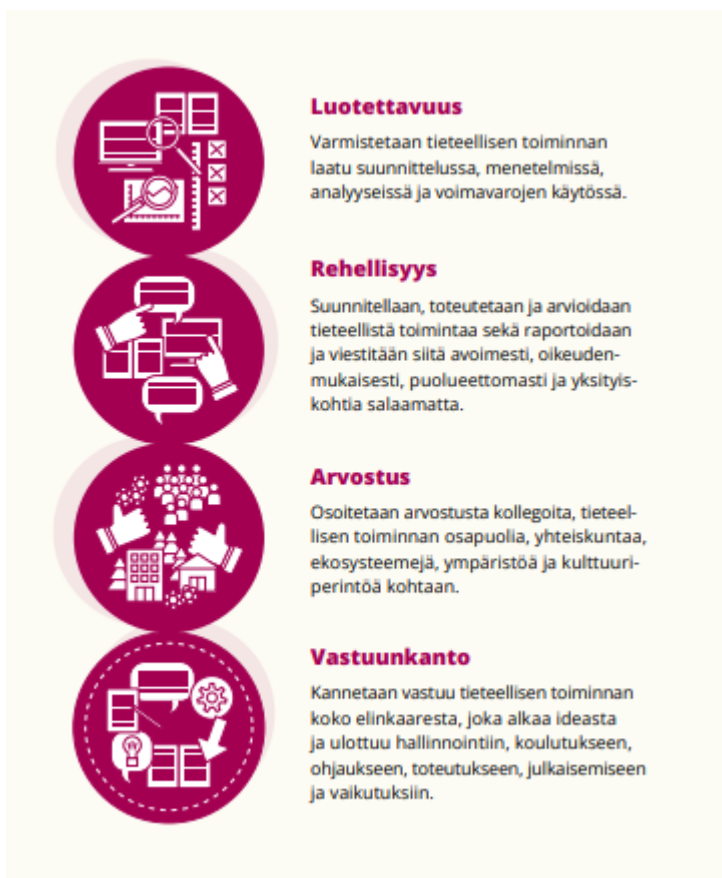 Luotettavuus
Varmistetaan tieteellisen toiminnan
laatu suunnittelussa, menetelmissä,
analyyseissä ja voimavarojen käytössä.
Rehellisyys
Suunnitellaan, toteutetaan ja arvioidaan
tieteellistä toimintaa sekä raportoidaan
ja viestitään siitä avoimesti, oikeuden-
mukaisesti, puolueettomasti ja yksityis-
kohtia salaamatta.
Arvostus
Osoitetaan arvostusta kollegoita, tieteel-
lisen toiminnan osapuolia, yhteiskuntaa,
ekosysteemejä, ympäristöä ja kulttuuri-
perintöä kohtaan.
Vastuunkanto
Kannetaan vastuu tieteellisen toiminnan
koko elinkaaresta, joka alkaa ideasta
ja ulottuu hallinnointiin, koulutukseen,
ohjaukseen, toteutukseen, julkaisemiseen
ja vaikutuksiin.